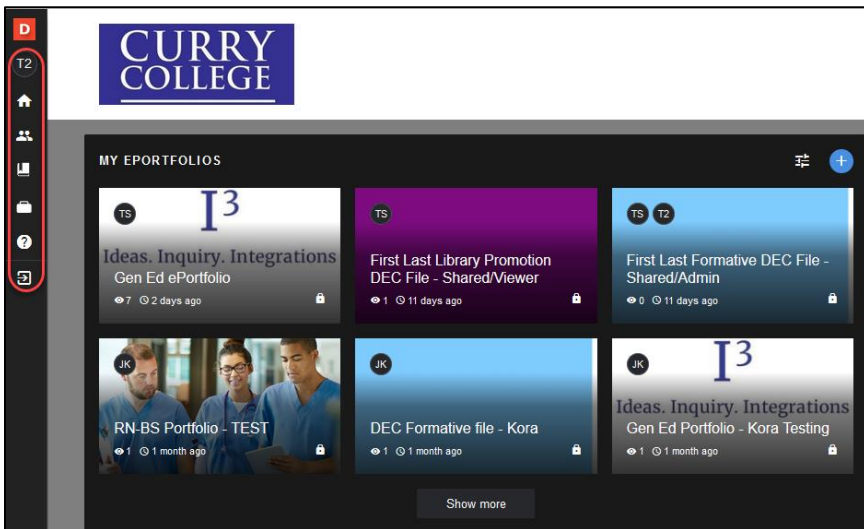 D
T2
CURRY
COLLEGE
MY EPORTFOLIOS
TS
I3
Ideas. Inquiry. Integrations
Gen Ed ePortfolio
7 2 days ago
TS
First Last Library Promotion
DEC File - Shared/Viewer
1 11 days ago
TS T2
First Last Formative DEC File -
Shared/Admin
0 11 days ago
JK
RN-BS Portfolio - TEST
1 1 month ago
JK
DEC Formative file - Kora
1 1 month ago
JK
I3
Ideas. Inquiry. Integrations
Gen Ed Portfolio - Kora Testing
1 1 month ago
Show more